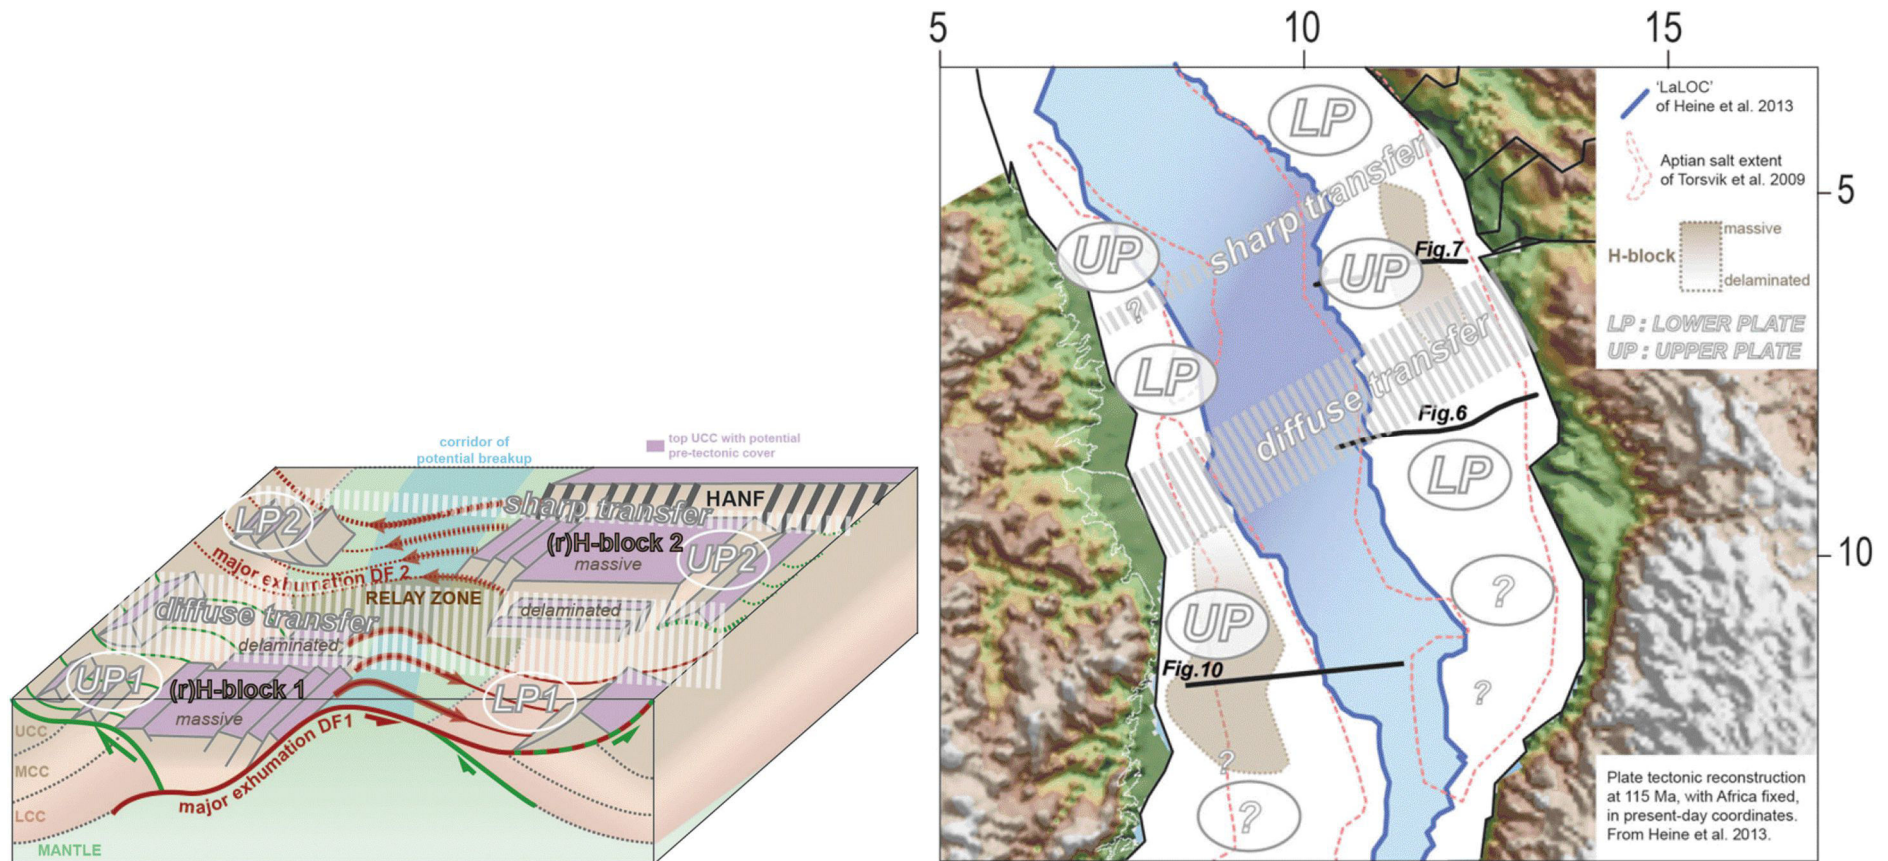 corridor of
potential breakup
top UCC with potential
pre-tectonic cover
HANF
sharp transfer
LP2
(r)H-block 2
massive
UP2
major exhumation DF 2
RELAY ZONE
delaminated
diffuse transfer
delaminated
UP1
(r)H-block 1
massive
LP1
UCC
MCC
LCC
major exhumation DF1
MANTLE
5
10
15
LP
sharp transfer
UP
UP
Fig.7
?
LP
diffuse transfer
Fig.6
LP
?
UP
Fig.10
?
?
?
5
10
'LaLOC'
of Heine et al. 2013
Aptian salt extent
of Torsvik et al. 2009
massive
H-block
delaminated
LP : LOWER PLATE
UP : UPPER PLATE
Plate tectonic reconstruction
at 115 Ma, with Africa fixed,
in present-day coordinates.
From Heine et al. 2013.